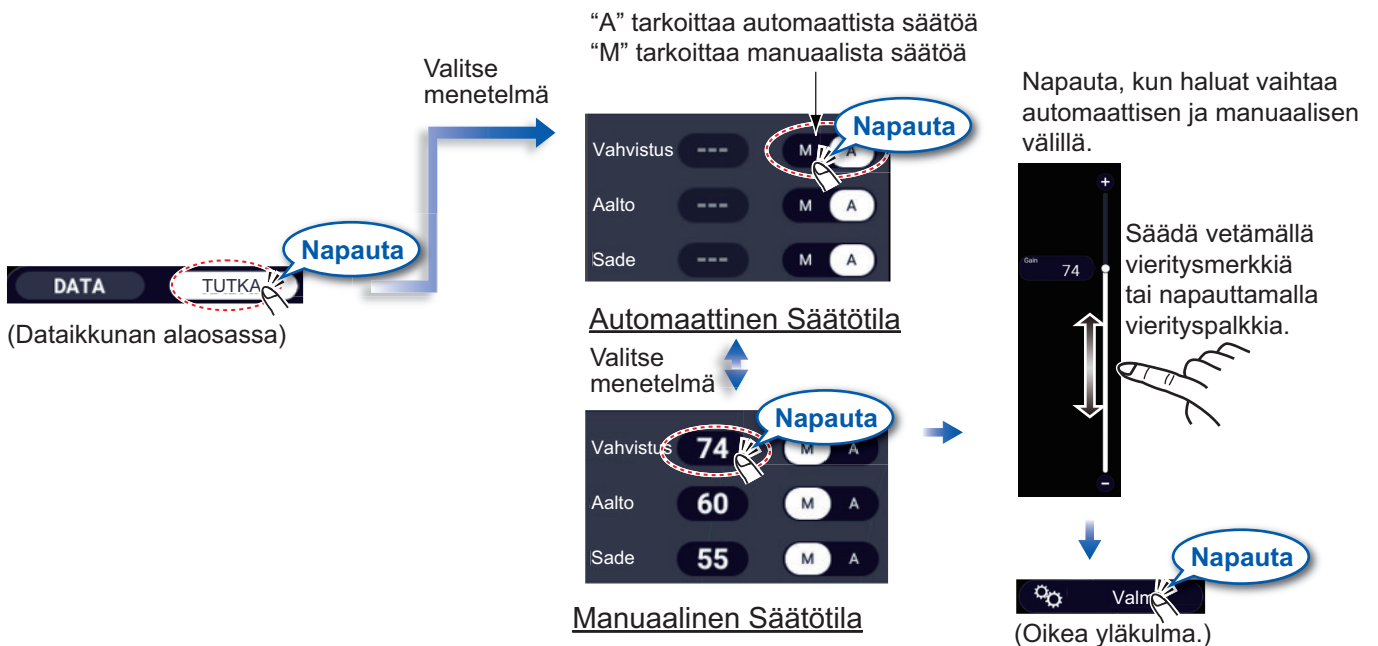 “A” tarkoittaa automaattista säätöä
“M” tarkoittaa manuaalista säätöä
Valitse
menetelmä
Napauta
Vahvistus --- M A
Aalto --- M A
Sade --- M A
Automaattinen Säätötila
Napauta
DATA TUTKA
(Dataikkunan alaosassa)
Valitse
menetelmä
Napauta
Vahvistus 74 M A
Aalto 60 M A
Sade 55 M A
Manuaalinen Säätötila
Napauta, kun haluat vaihtaa
automaattisen ja manuaalisen
välillä.
+
Gain 74
-
Säädä vetämällä
vieritysmerkkiä
tai napauttamalla
vierityspalkkia.
Napauta
(Oikea yläkulma.)